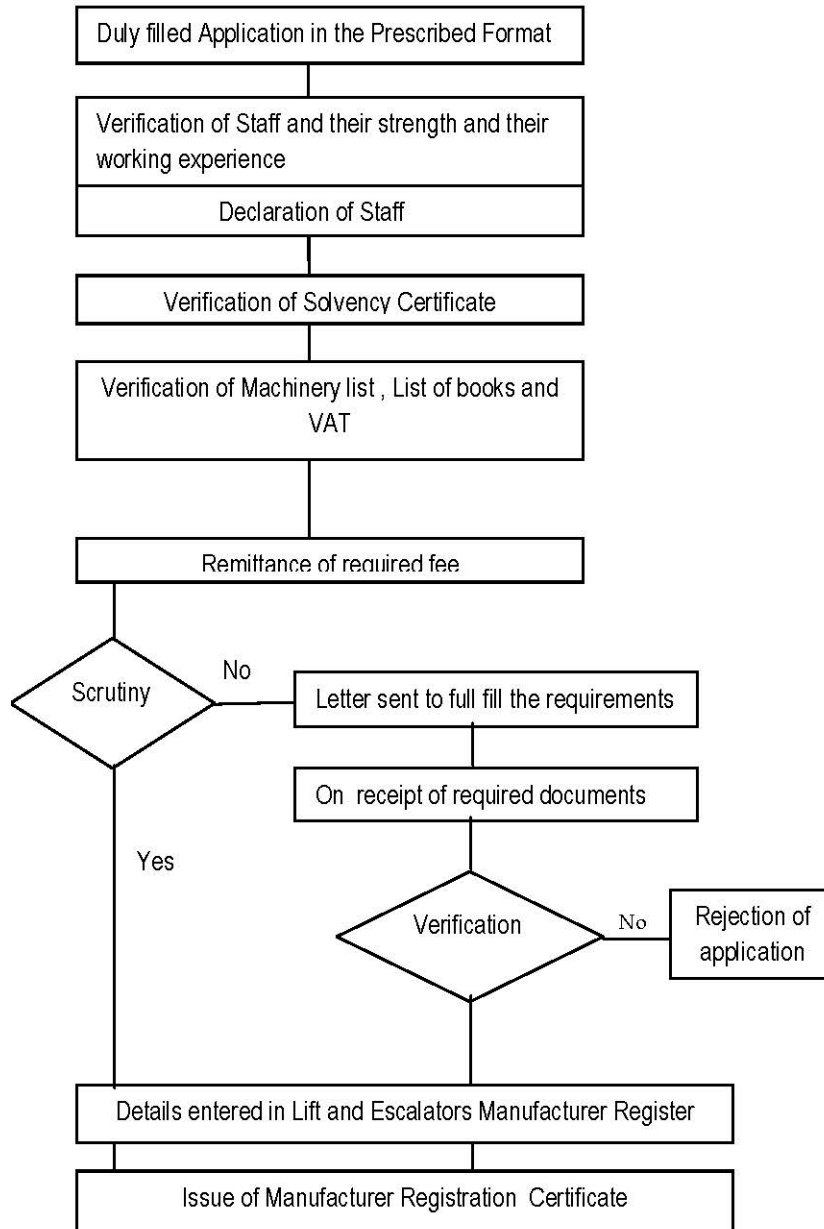 Duly filled Application in the Prescribed Format
Verification of Staff and their strength and their
working experience
Declaration of Staff
Verification of Solvency Certificate
Verification of Machinery list , List of books and
VAT
Remittance of required fee
Scrutiny
No
Letter sent to full fill the requirements
On receipt of required documents
Yes
Verification
No
Rejection of
application
Details entered in Lift and Escalators Manufacturer Register
Issue of Manufacturer Registration Certificate